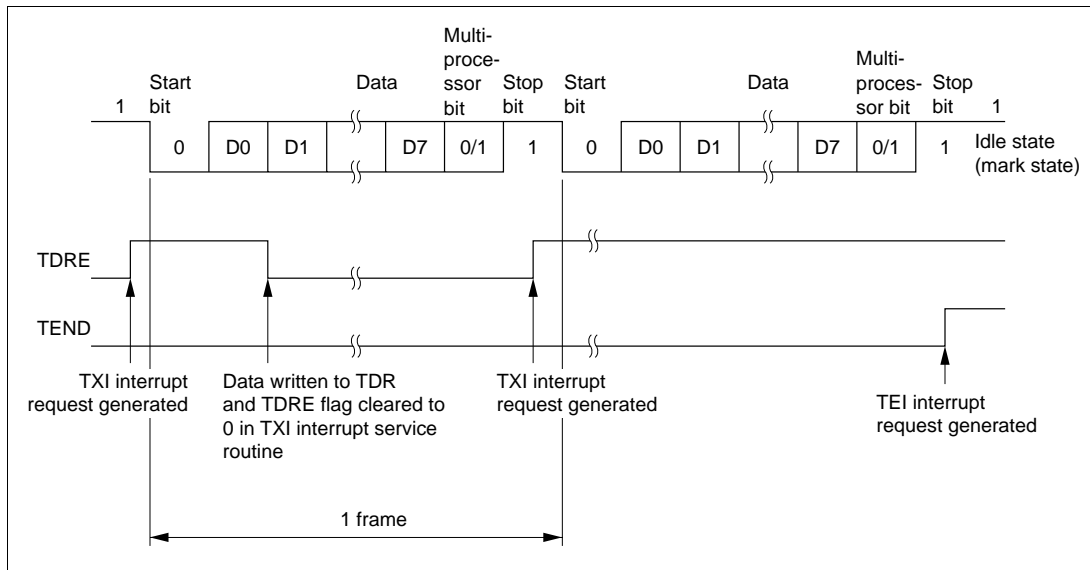 Multi-
proce-
ssor
bit
Start
bit
Data
Stop
bit
Start
bit
Data
Multi-
proces-
sor bit
Stop
bit
1
1
0
D0
D1
D7
0/1
1
0
D0
D1
D7
0/1
1
Idle state
(mark state)
TDRE
TEND
TXI interrupt
request generated
Data written to TDR
and TDRE flag cleared to
0 in TXI interrupt service
routine
TXI interrupt
request generated
TEI interrupt
request generated
1 frame